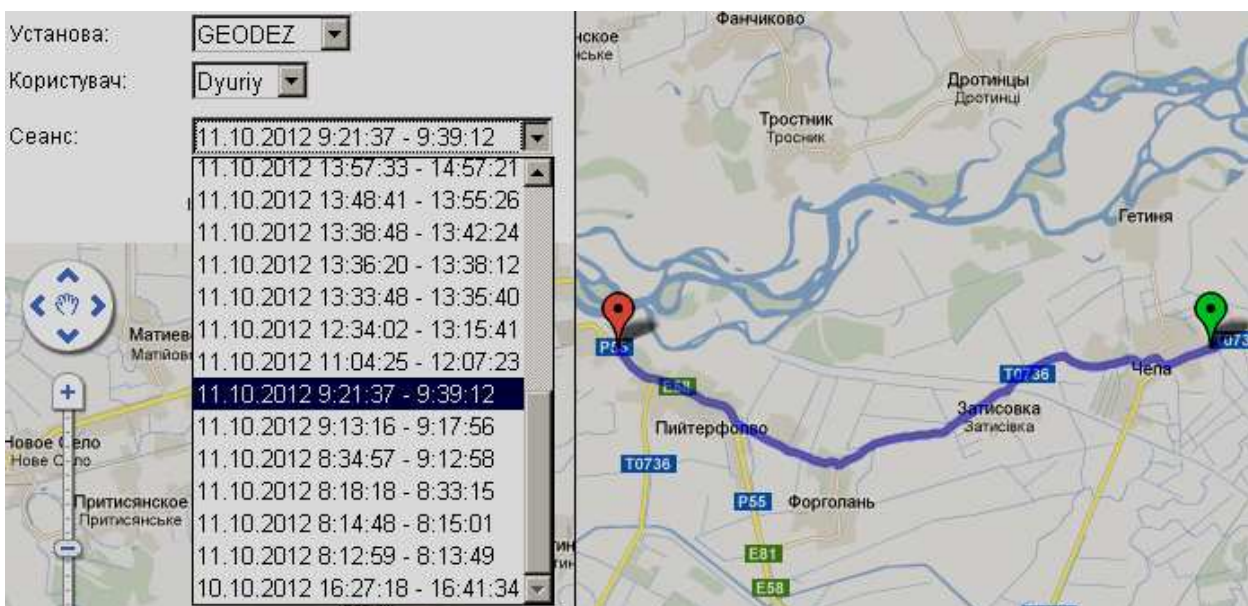 Установа:
GEODEZ
Користувач:
Dyuriy
Сеанс:
11.10.2012 9:21:37 - 9:39:12
11.10.2012 13:57:33 - 14:57:21
11.10.2012 13:48:41 - 13:55:26
11.10.2012 13:38:48 - 13:42:24
11.10.2012 13:36:20 - 13:38:12
11.10.2012 13:33:48 - 13:35:40
11.10.2012 12:34:02 - 13:15:41
11.10.2012 11:04:25 - 12:07:23
11.10.2012 9:21:37 - 9:39:12
11.10.2012 9:13:16 - 9:17:56
11.10.2012 8:34:57 - 9:12:58
11.10.2012 8:18:18 - 8:33:15
11.10.2012 8:14:48 - 8:15:01
11.10.2012 8:12:59 - 8:13:49
10.10.2012 16:27:18 - 16:41:34
Притисянское
Притисянське
Фанчиково
Дротинцы
Дротинці
Тростник
Тросник
Гетиня
P55
E58
T0736
Чепа
Затисовка
Затисівка
Пийтерфолво
T0736
P55
Форголань
E81
E58